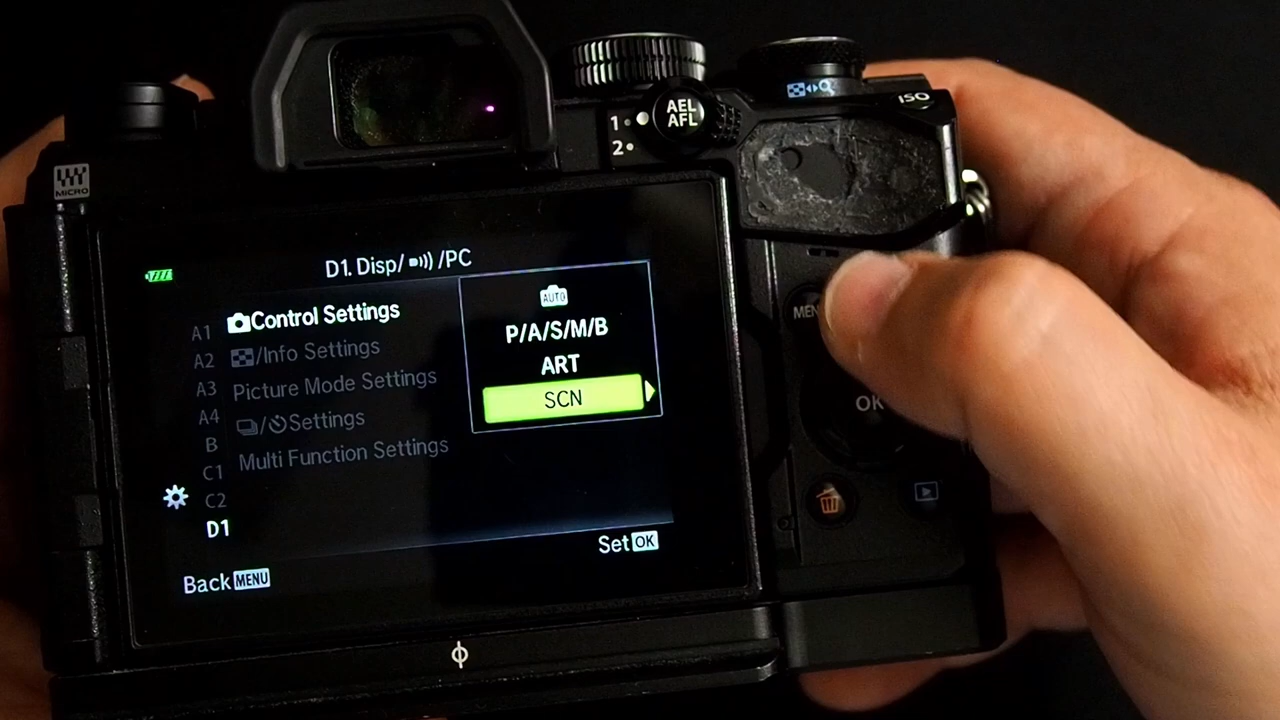 AEL
AFL
1
2
ISO
MICRO
D1. Disp/ /PC
AUTO
A1 Control Settings
P/A/S/M/B
A2 /Info Settings
ART
A3 Picture Mode Settings
SCN
A4 / Settings
B Multi Function Settings
C1
C2
D1
Set OK
Back MENU
OK